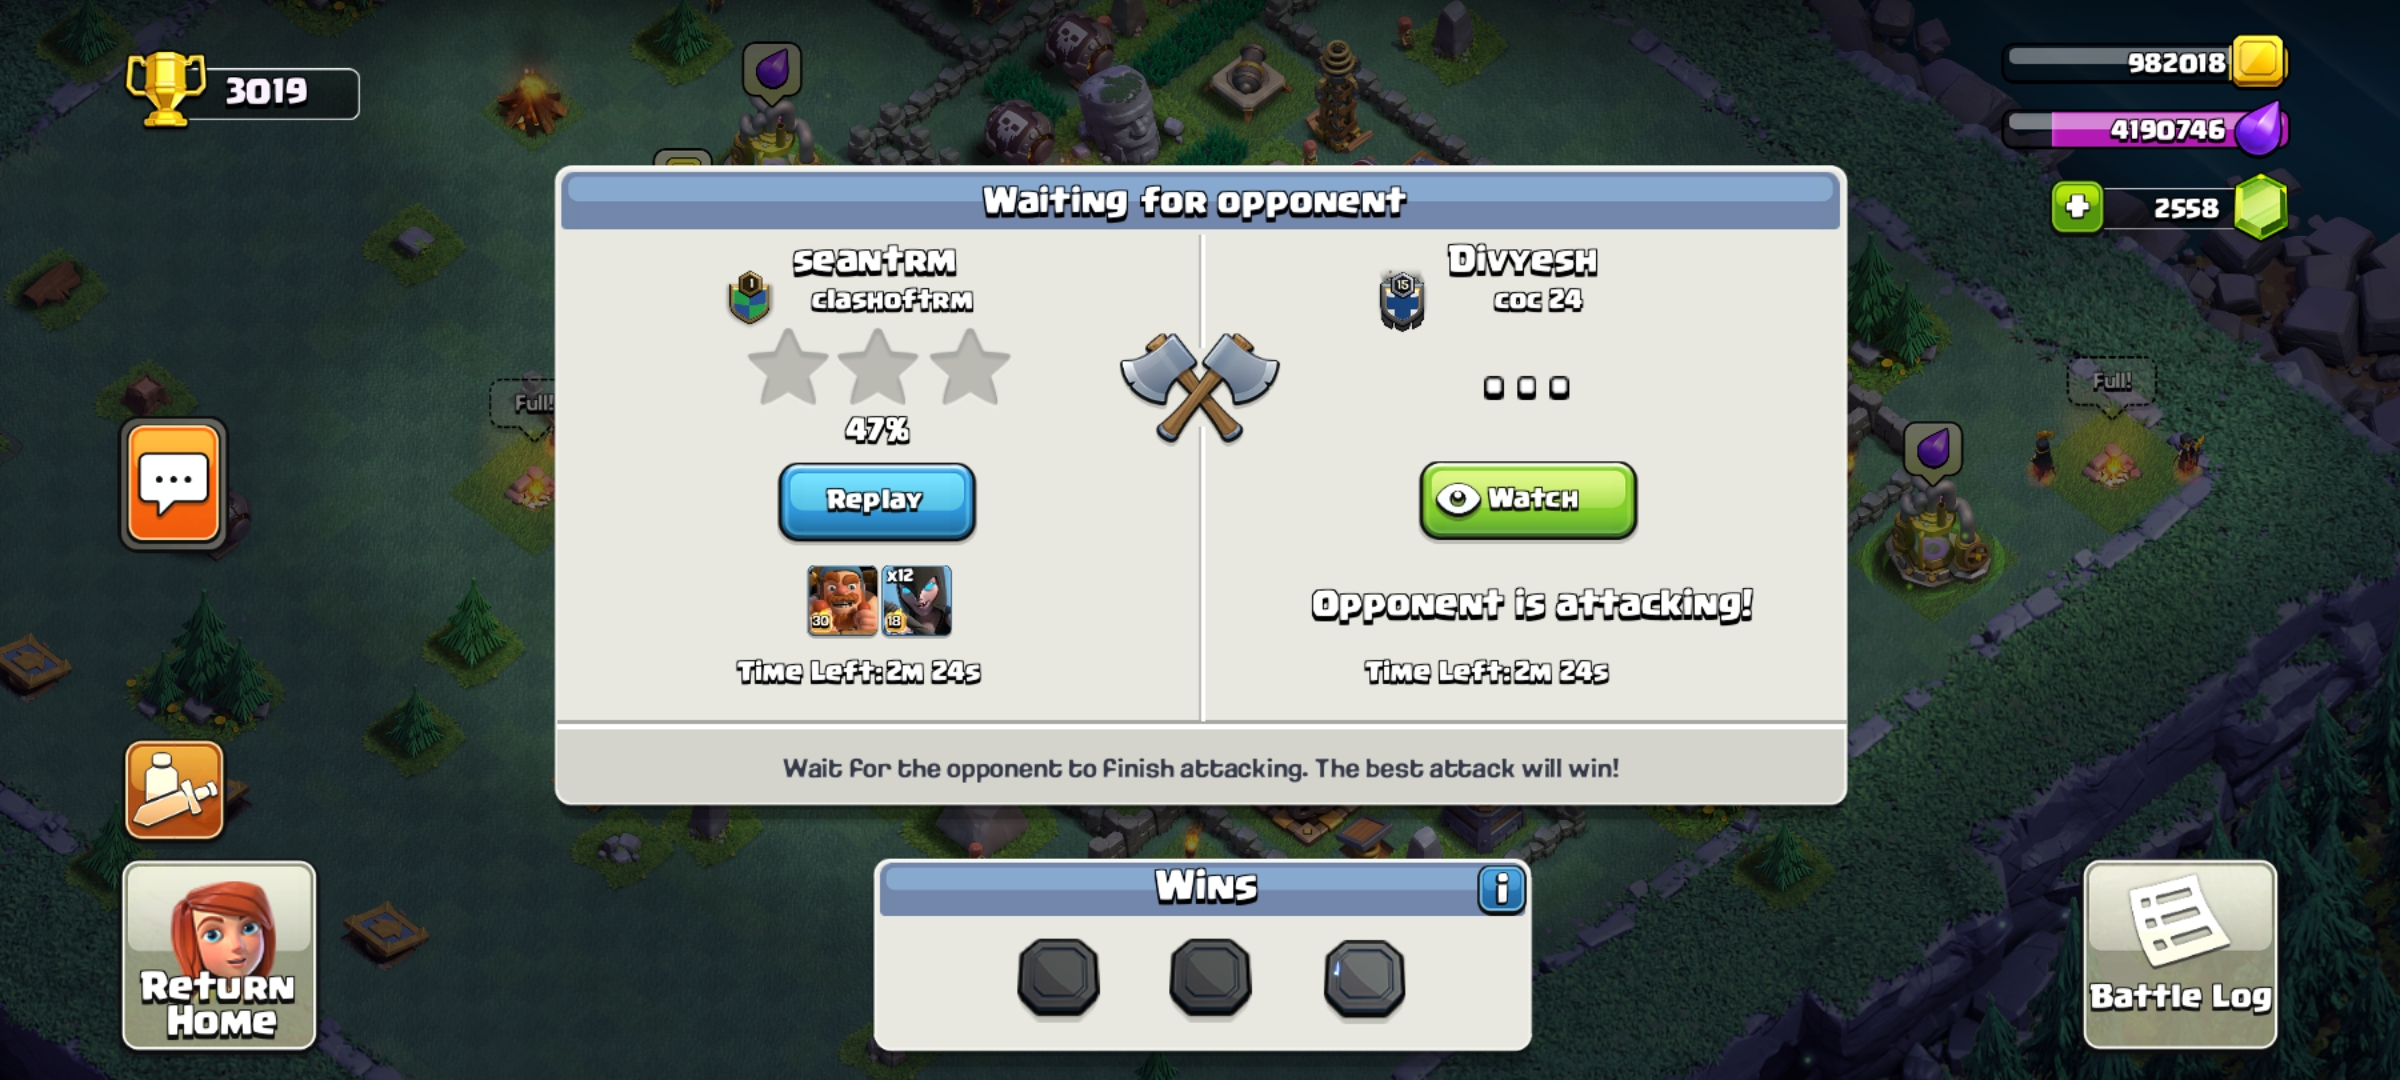 3019
982018
4190746
2558
Waiting for opponent
seantrm
clashoftrm
1
47%
Replay
x12
30
18
Time Left:2m 24s
Divyesh
coc 24
15
Watch
Opponent is attacking!
Time Left:2m 24s
Wait for the opponent to finish attacking. The best attack will win!
Full!
Full!
Wins
i
Return
Home
Battle Log